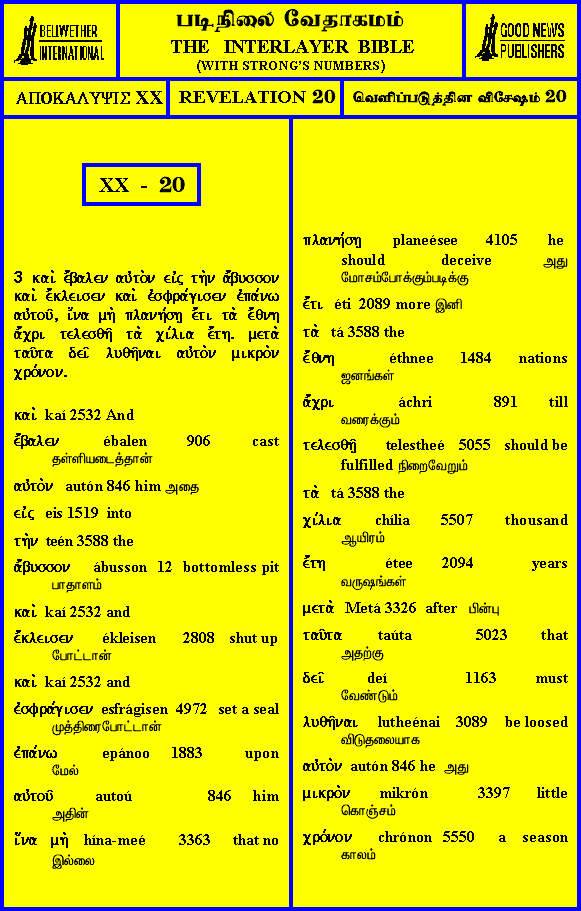 BELLWETHER
INTERNATIONAL
படிநிலை வேதாகமம்
THE INTERLAYER BIBLE
(WITH STRONG'S NUMBERS)
GOOD NEWS
PUBLISHERS
ΑΠΟΚΑΛΥΨΙΣ XX
REVELATION 20
வெளிப்படுத்தின விசேஷம் 20
XX - 20
3 καὶ ἔβαλεν αὐτὸν εἰς τὴν ἄβυσσον
καὶ ἔκλεισεν καὶ ἐσφράγισεν ἐπάνω
αὐτοῦ, ἵνα μὴ πλανήσῃ ἔτι τὰ ἔθνη
ἄχρι τελεσθῇ τὰ χίλια ἔτη. μετὰ
ταῦτα δεῖ λυθῆναι αὐτὸν μικρὸν
χρόνον.
καὶ kaí 2532 And
ἔβαλεν ébalen 906 cast
தள்ளியடைத்தான்
αὐτὸν autón 846 him அதை
εἰς eis 1519 into
τὴν teén 3588 the
ἄβυσσον ábusson 12 bottomless pit
பாதாளம்
καὶ kaí 2532 and
ἔκλεισεν ékleisen 2808 shut up
போட்டான்
καὶ kaí 2532 and
ἐσφράγισεν esfrágisen 4972 set a seal
முத்திரைபோட்டான்
ἐπάνω epánoo 1883 upon
மேல்
αὐτοῦ autoú 846 him
அதின்
ἵνα μὴ hína-meé 3363 that no
இல்லை
πλανήσῃ planeésee 4105 he
should deceive அது
மோசம்போக்கும்படிக்கு
ἔτι éti 2089 more இனி
τὰ tá 3588 the
ἔθνη éthnee 1484 nations
ஜனங்கள்
ἄχρι áchri 891 till
வரைக்கும்
τελεσθῇ telestheé 5055 should be
fulfilled நிறைவேறும்
τὰ tá 3588 the
χίλια chília 5507 thousand
ஆயிரம்
ἔτη étee 2094 years
வருஷங்கள்
μετὰ Metá 3326 after பின்பு
ταῦτα taúta 5023 that
அதற்கு
δεῖ deí 1163 must
வேண்டும்
λυθῆναι lutheénai 3089 be loosed
விடுதலையாக
αὐτὸν autón 846 he அது
μικρὸν mikrón 3397 little
கொஞ்சம்
χρόνον chrónon 5550 a season
காலம்